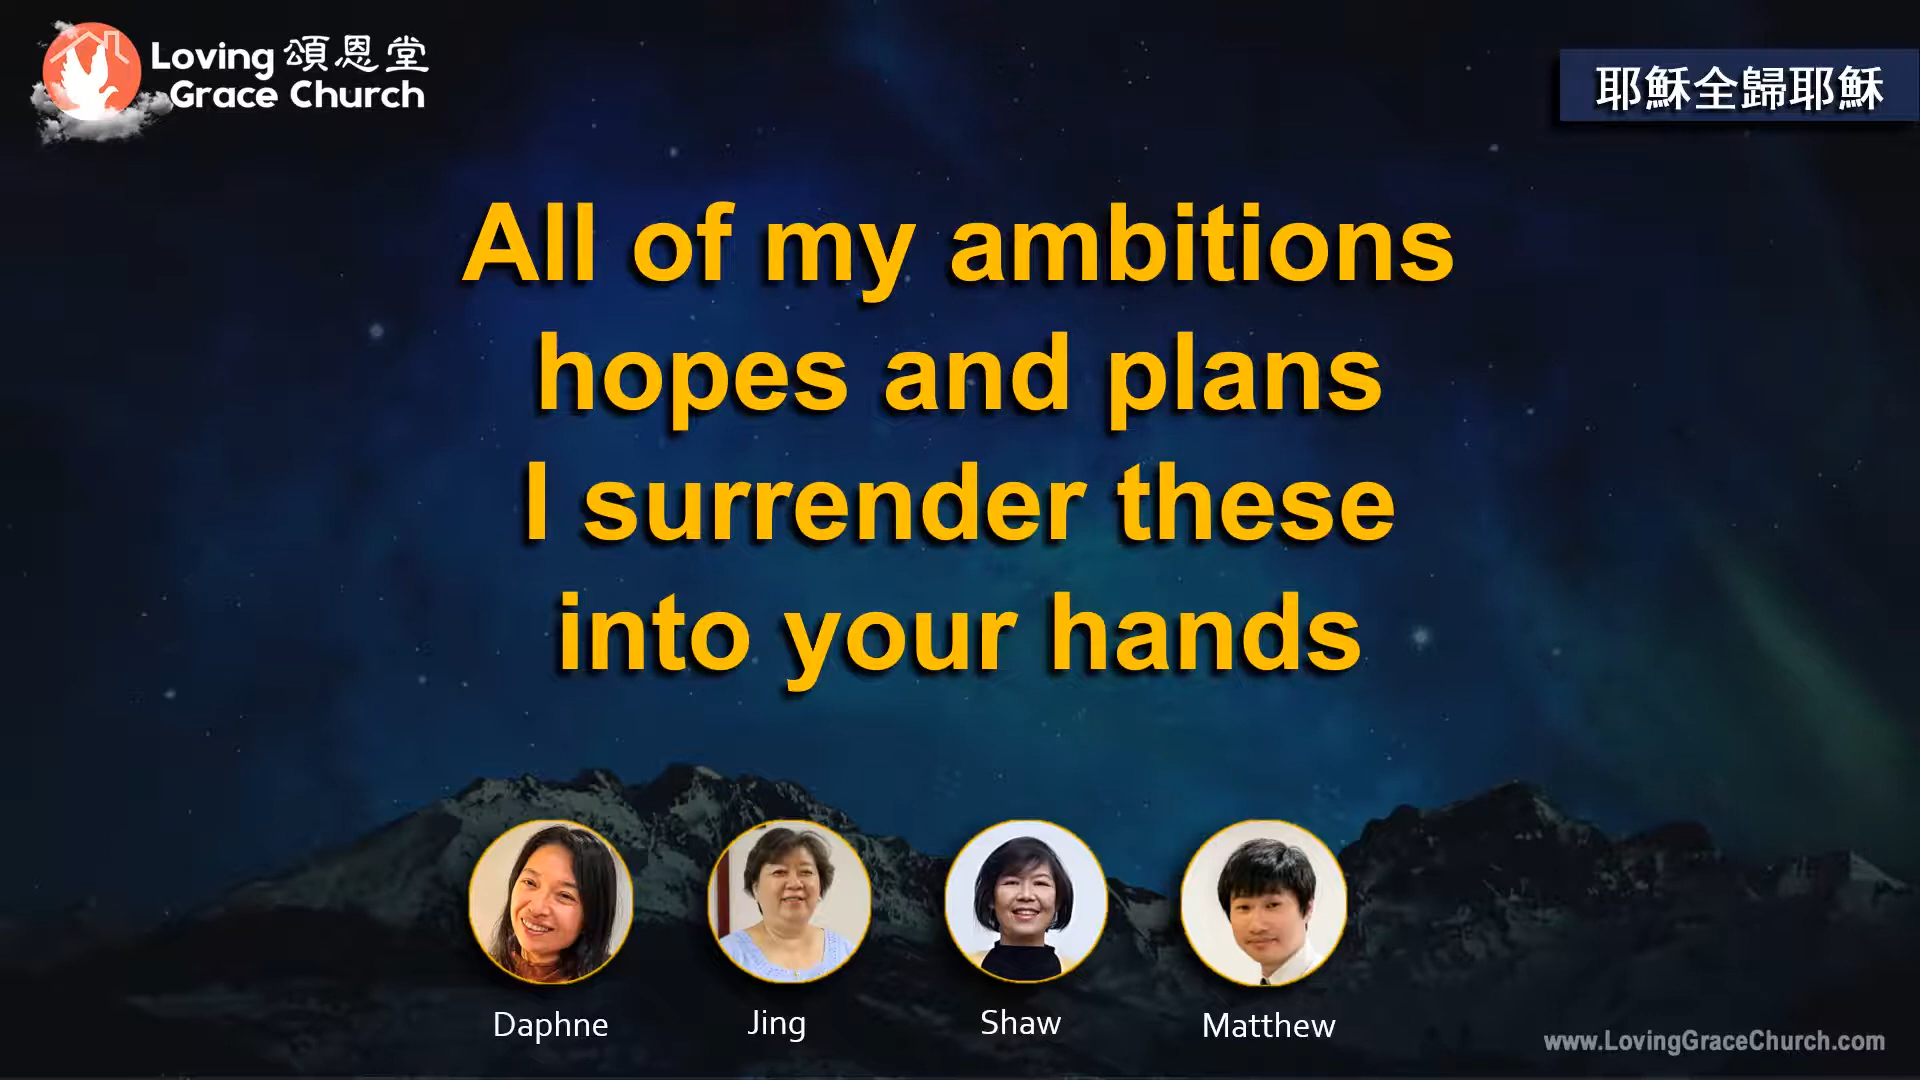 Loving 頌恩堂
Grace Church
耶穌全歸耶穌
All of my ambitions
hopes and plans
I surrender these
into your hands
Daphne
Jing
Shaw
Matthew
www.LovingGraceChurch.com